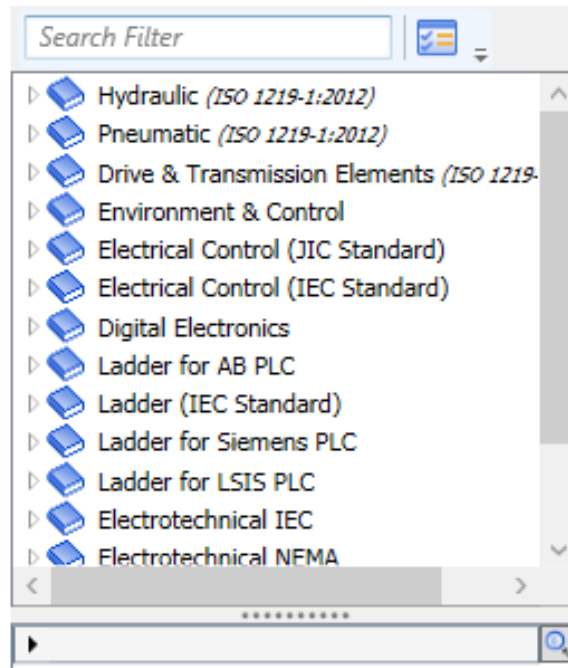 Search Filter
Hydraulic (ISO 1219-1:2012)
Pneumatic (ISO 1219-1:2012)
Drive & Transmission Elements (ISO 1219-
Environment & Control
Electrical Control (JIC Standard)
Electrical Control (IEC Standard)
Digital Electronics
Ladder for AB PLC
Ladder (IEC Standard)
Ladder for Siemens PLC
Ladder for LSIS PLC
Electrotechnical IEC
Electrotechnical NEMA